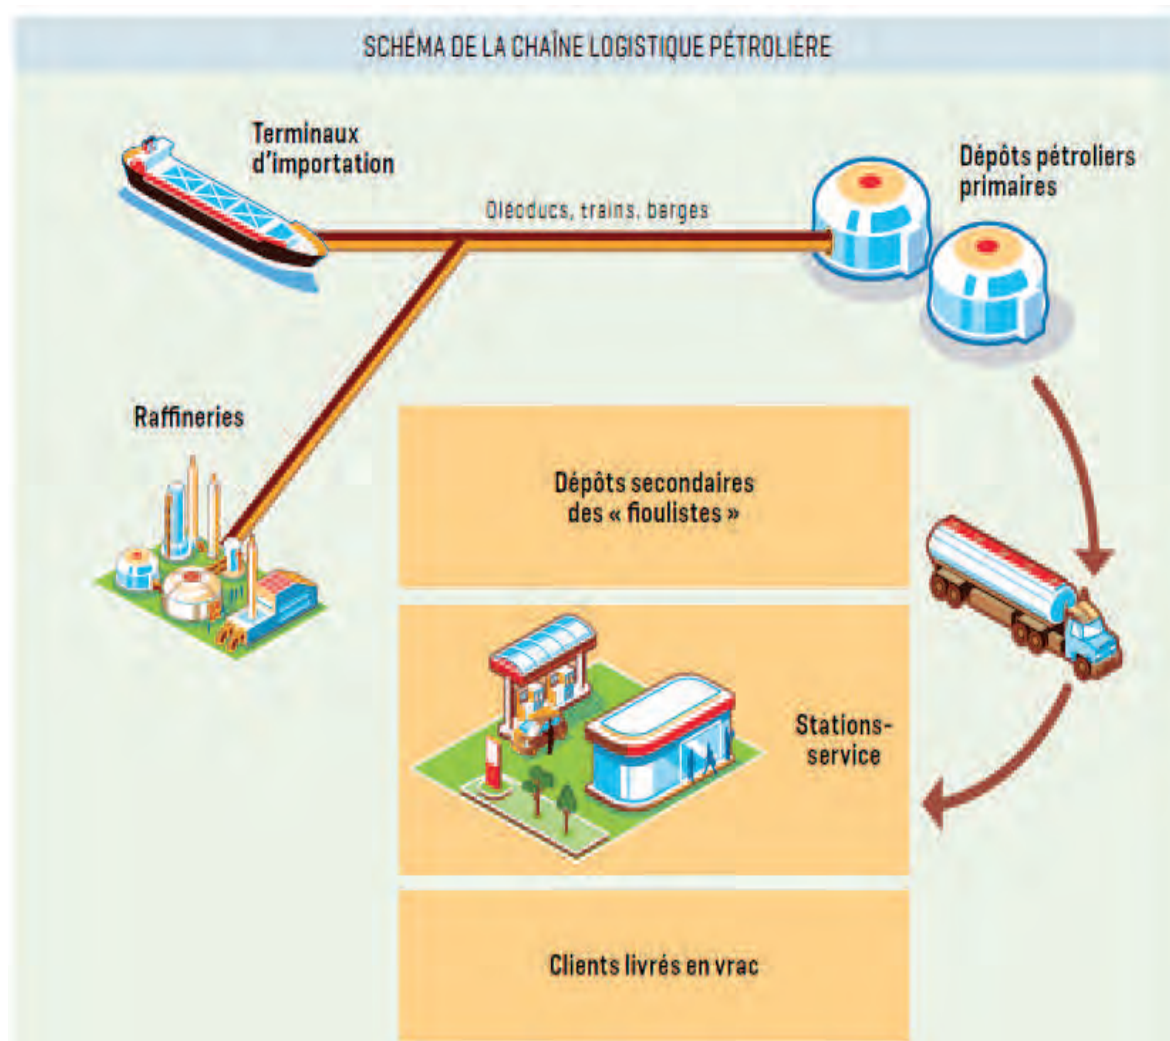 SCHÉMA DE LA CHAÎNE LOGISTIQUE PÉTROLIÈRE
Terminaux
d'importation
Oléoducs, trains, barges
Dépôts pétroliers
primaires
Raffineries
Dépôts secondaires
des « fioulistes »
Stations-
service
Clients livrés en vrac